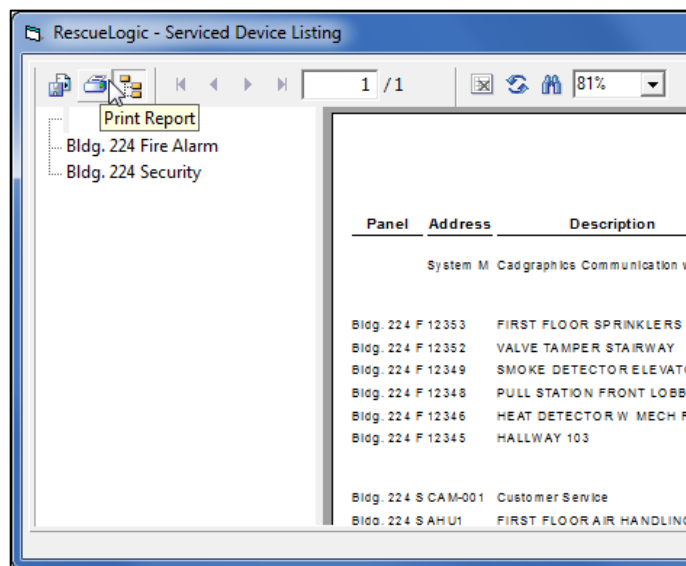 RescueLogic - Serviced Device Listing
1 /1 81%
Print Report
Bldg. 224 Fire Alarm
Bldg. 224 Security
Panel Address Description
System M Cadgraphics Communication
Bldg. 224 F 12353 FIRST FLOOR SPRINKLERS
Bldg. 224 F 12352 VALVE TAMPER STAIRWAY
Bldg. 224 F 12349 SMOKE DETECTOR ELEVATO
Bldg. 224 F 12348 PULL STATION FRONT LOBB
Bldg. 224 F 12346 HEAT DETECTOR W MECH
Bldg. 224 F 12345 HALLWAY 103
Bldg. 224 S CAM-001 Customer Service
Bldg. 224 S AHU1 FIRST FLOOR AIR HANDLING